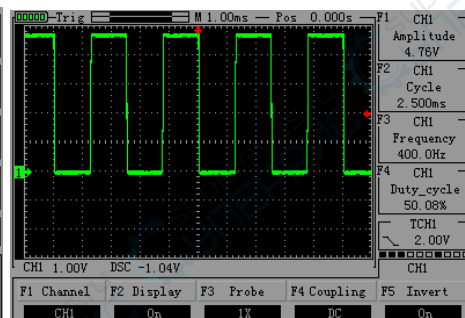 Trig M 1.00ms Pos 0.000s
F1 CH1
Amplitude
4.76V
F2 CH1
Cycle
2.500ms
F3 CH1
Frequency
400.0Hz
F4 CH1
Duty_cycle
50.08%
TCH1
2.00V
1
CH1 1.00V DSC -1.04V CH1
F1 Channel F2 Display F3 Probe F4 Coupling F5 Invert
CH1 On 1X DC On